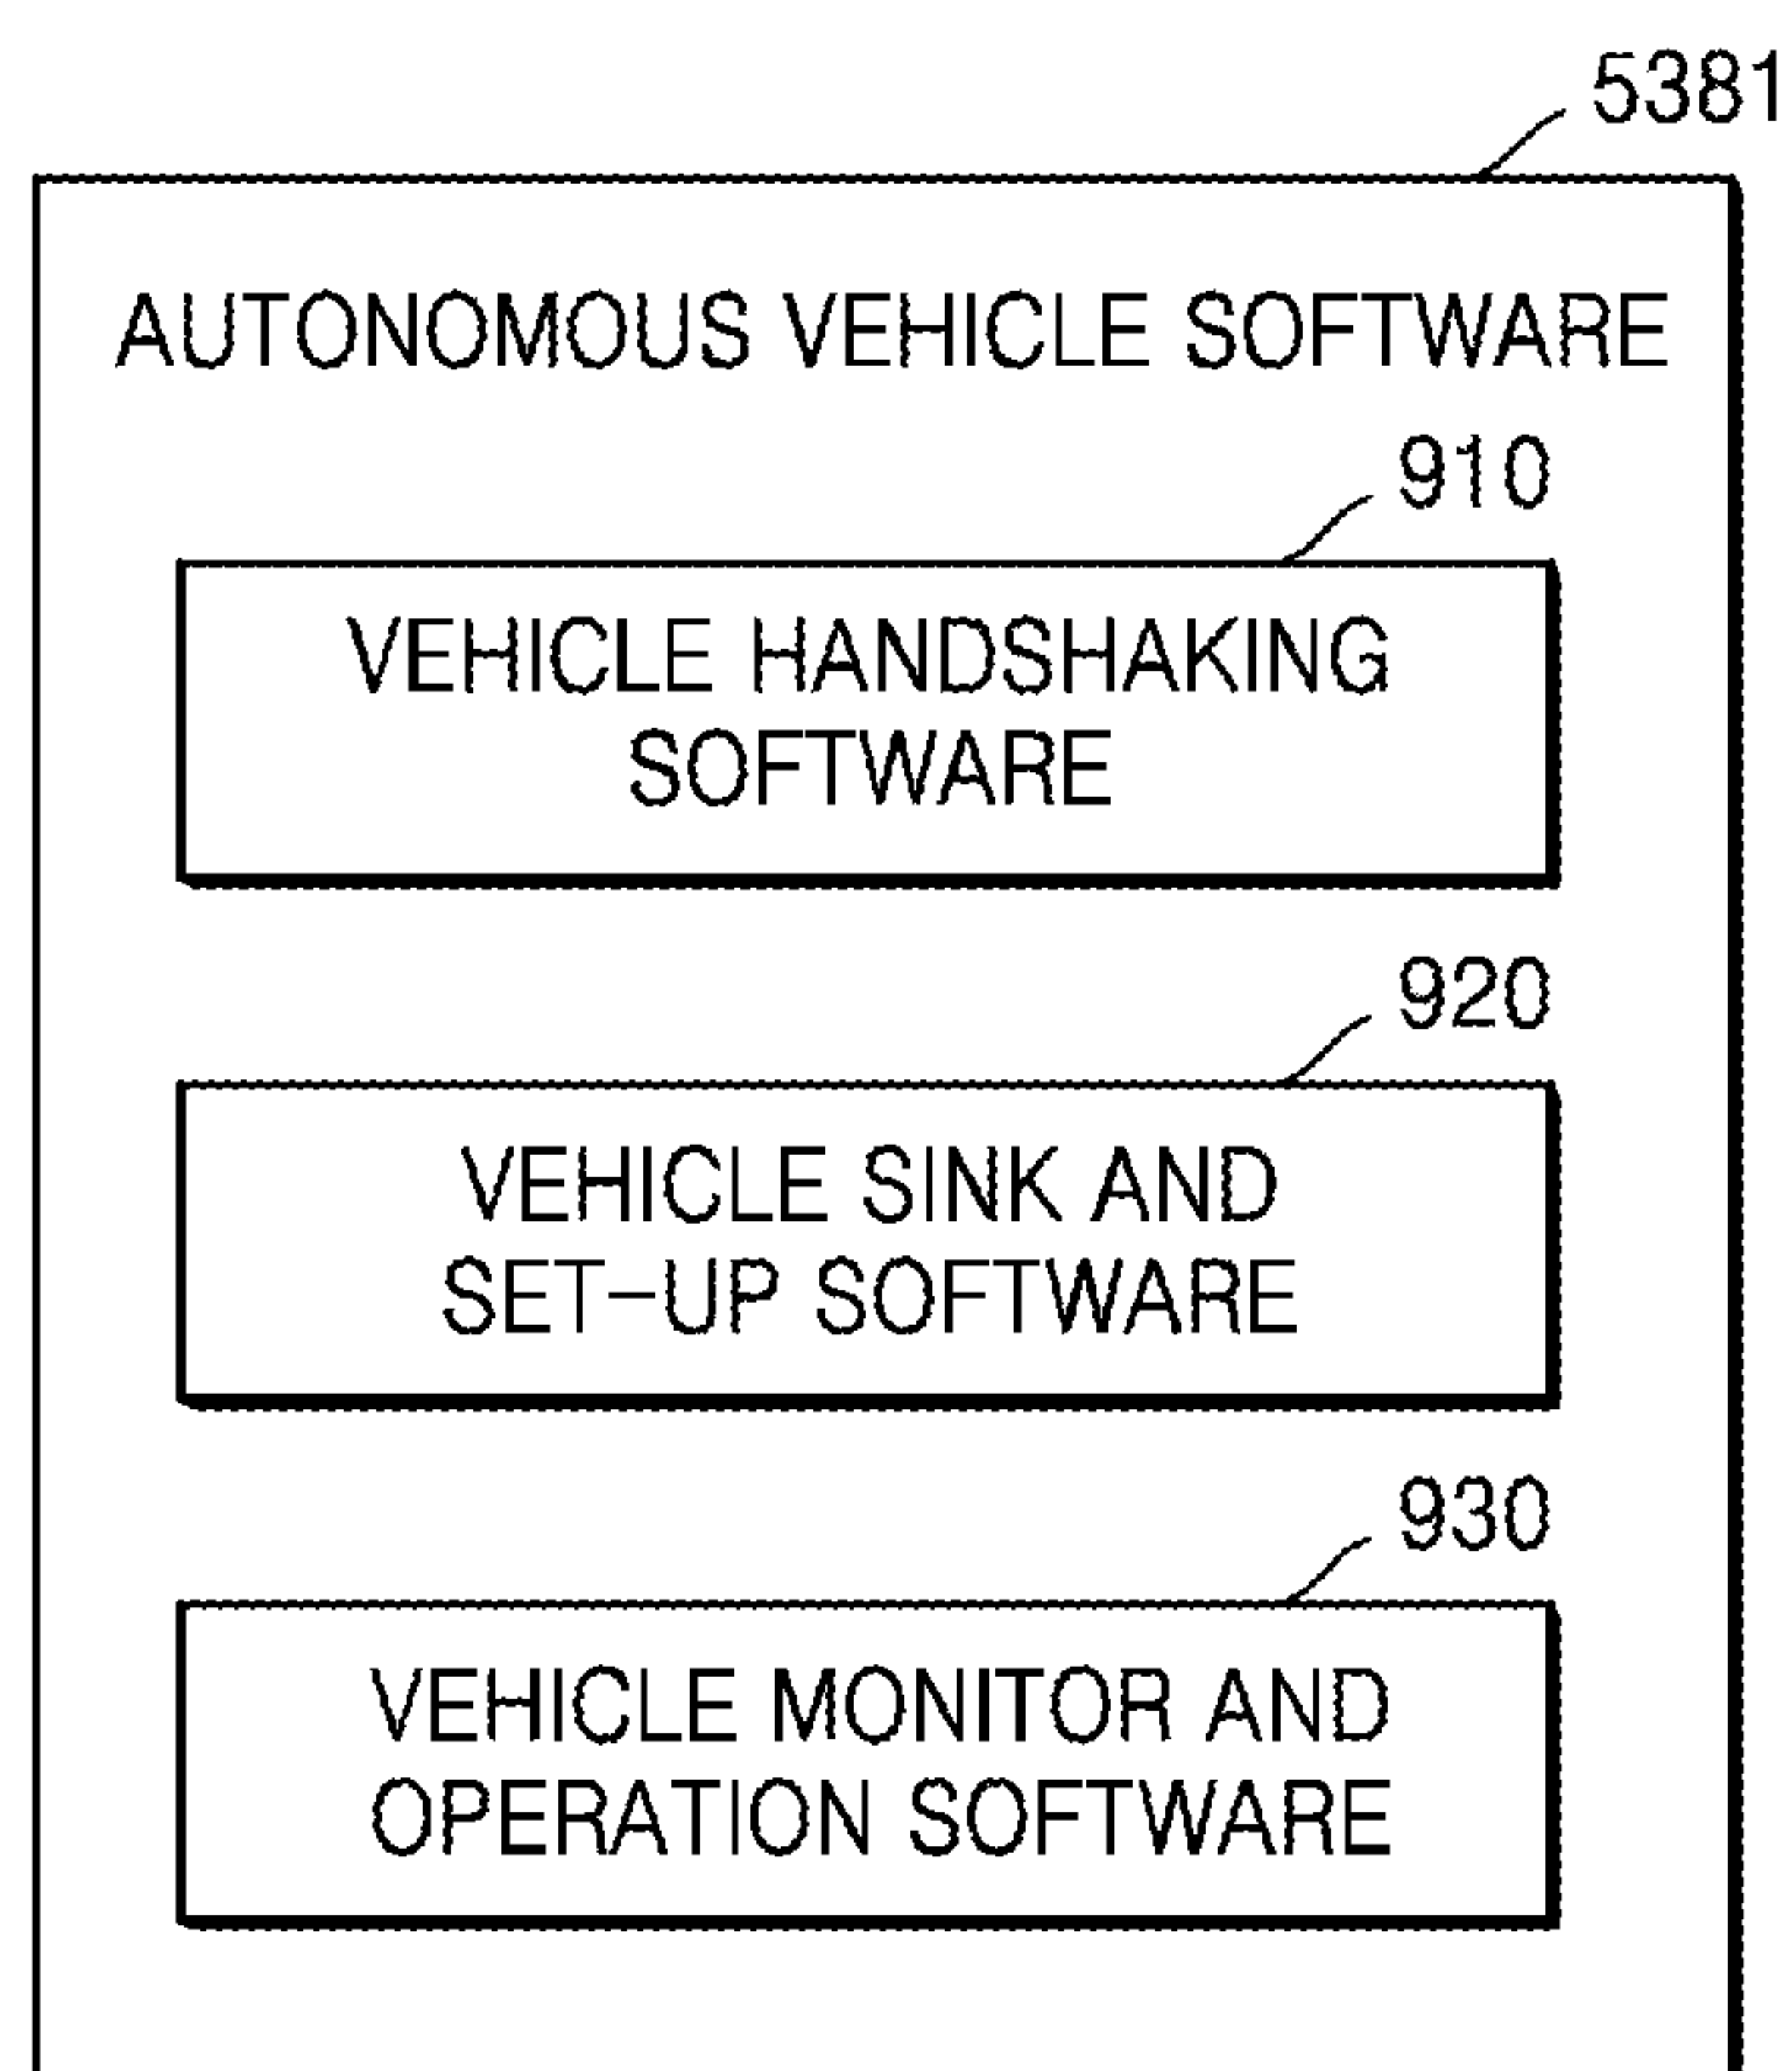 5381
AUTONOMOUS VEHICLE SOFTWARE
910
VEHICLE HANDSHAKING
SOFTWARE
920
VEHICLE SINK AND
SET-UP SOFTWARE
930
VEHICLE MONITOR AND
OPERATION SOFTWARE